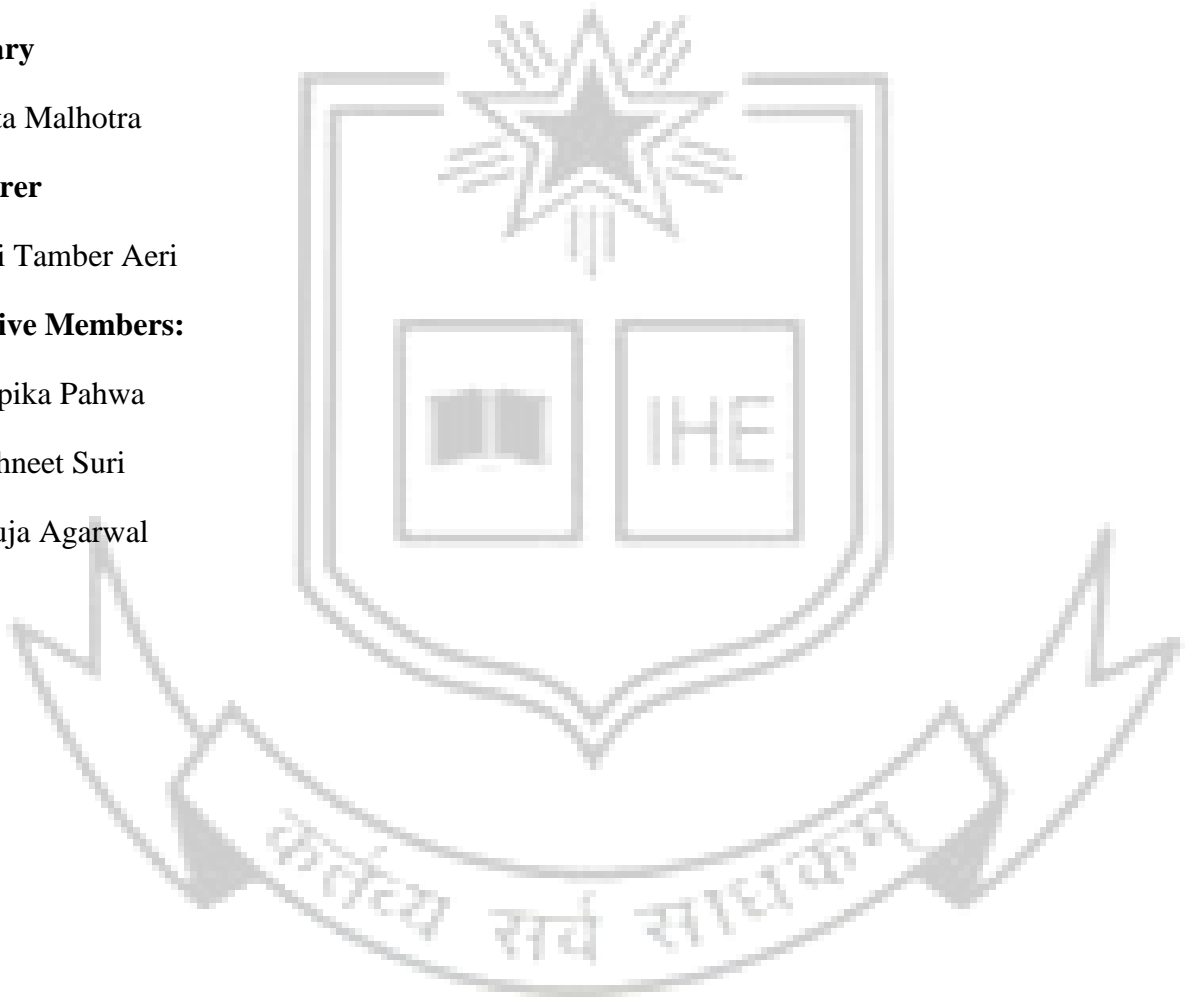 ary
ta Malhotra
rer
i Tamber Aeri
ive Members:
pika Pahwa
hneet Suri
uja Agarwal
IHE
कर्तव्य सर्व साधकम